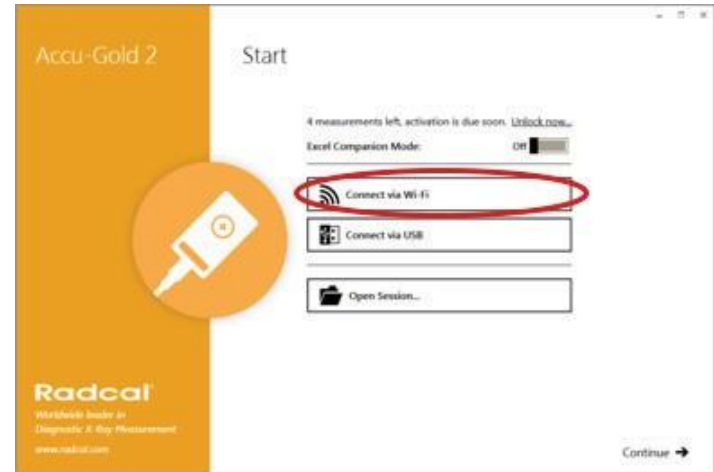 Accu-Gold 2
Start
4 measurements left, activation is due soon. Unlock now...
Excel Companion Mode: Off
Connect via Wi-Fi
Connect via USB
Open Session...
Radcal
Worldwide leader in
Diagnostic X-Ray Measurement
www.radcal.com
Continue